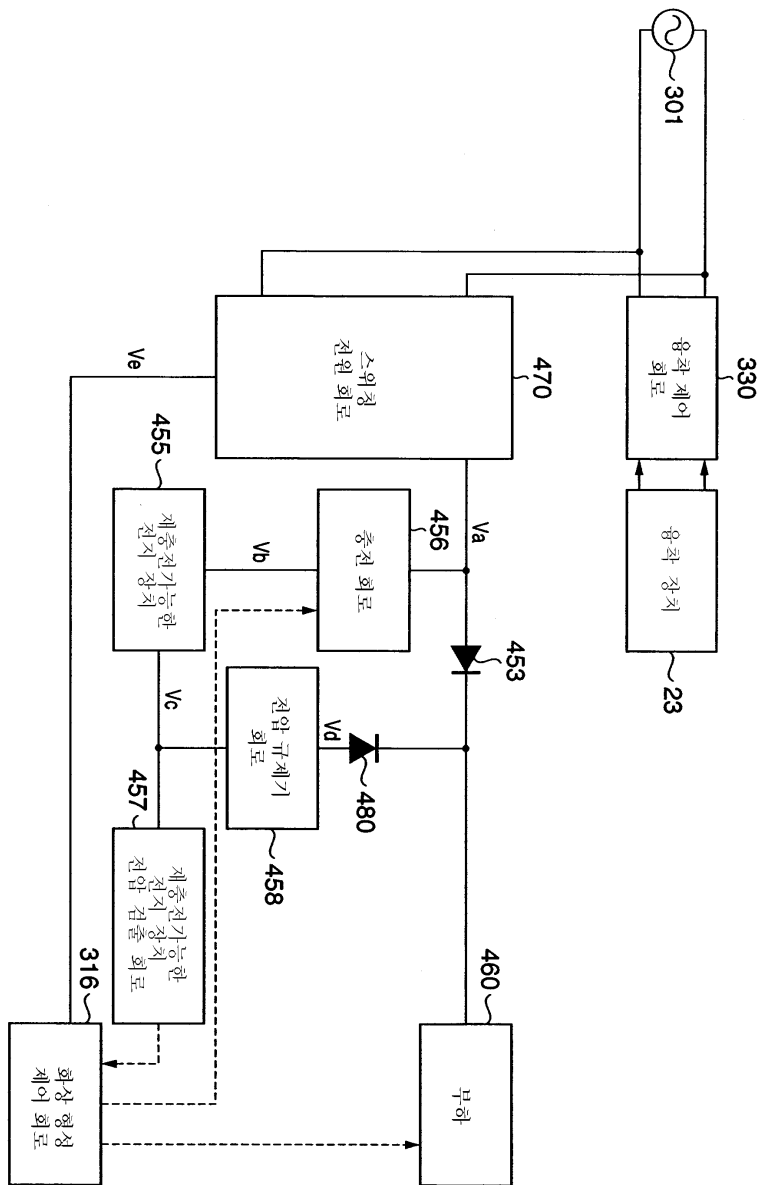 301
융착 제어
회로
330
융착 장치
23
스위칭
전원 회로
470
Va
Ve
충전 회로
456
Vb
재충전가능한
전지 장치
455
Vc
453
전압 규제기
회로
458
Vd
480
재충전가능한
전지 장치
전압 검출 회로
457
부하
460
화상 형성
제어 회로
316